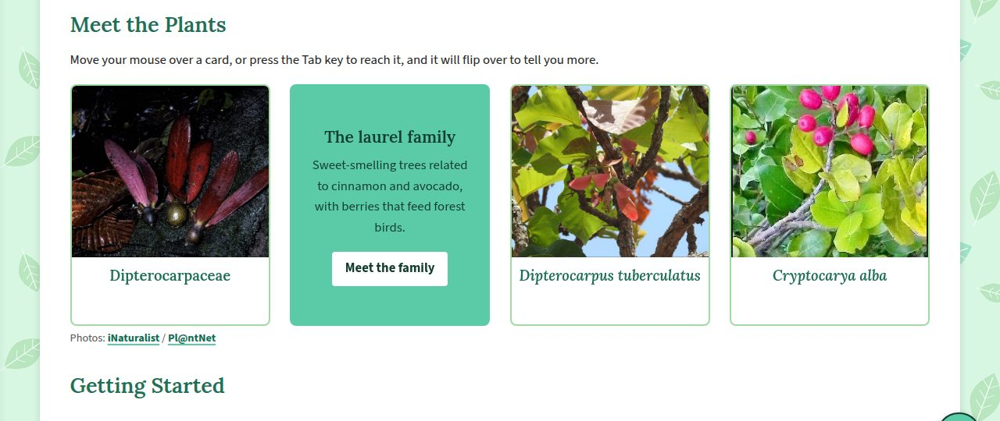 Meet the Plants
Move your mouse over a card, or press the Tab key to reach it, and it will flip over to tell you more.
Dipterocarpaceae
The laurel family
Sweet-smelling trees related
to cinnamon and avocado,
with berries that feed forest
birds.
Meet the family
Dipterocarpus tuberculatus
Cryptocarya alba
Photos: iNaturalist / Pl@ntNet
Getting Started